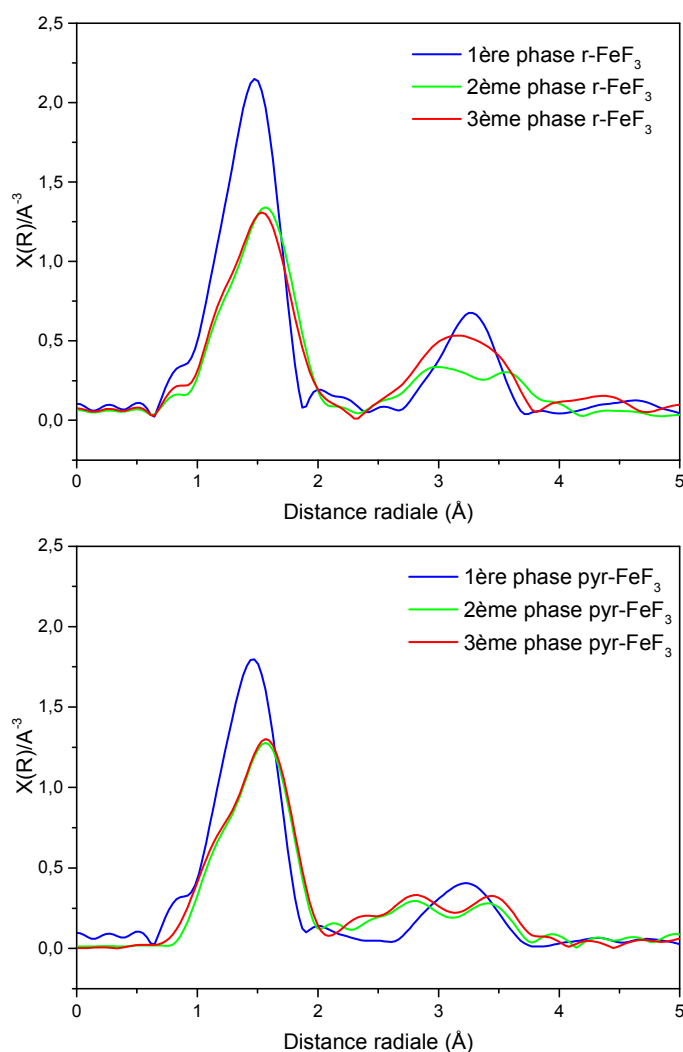 2,5
2,0
1,5
1,0
0,5
0,0
X(R)/A⁻³
1ère phase r-FeF₃
2ème phase r-FeF₃
3ème phase r-FeF₃
0 1 2 3 4 5
Distance radiale (Å)
2,5
2,0
1,5
1,0
0,5
0,0
X(R)/A⁻³
1ère phase pyr-FeF₃
2ème phase pyr-FeF₃
3ème phase pyr-FeF₃
0 1 2 3 4 5
Distance radiale (Å)